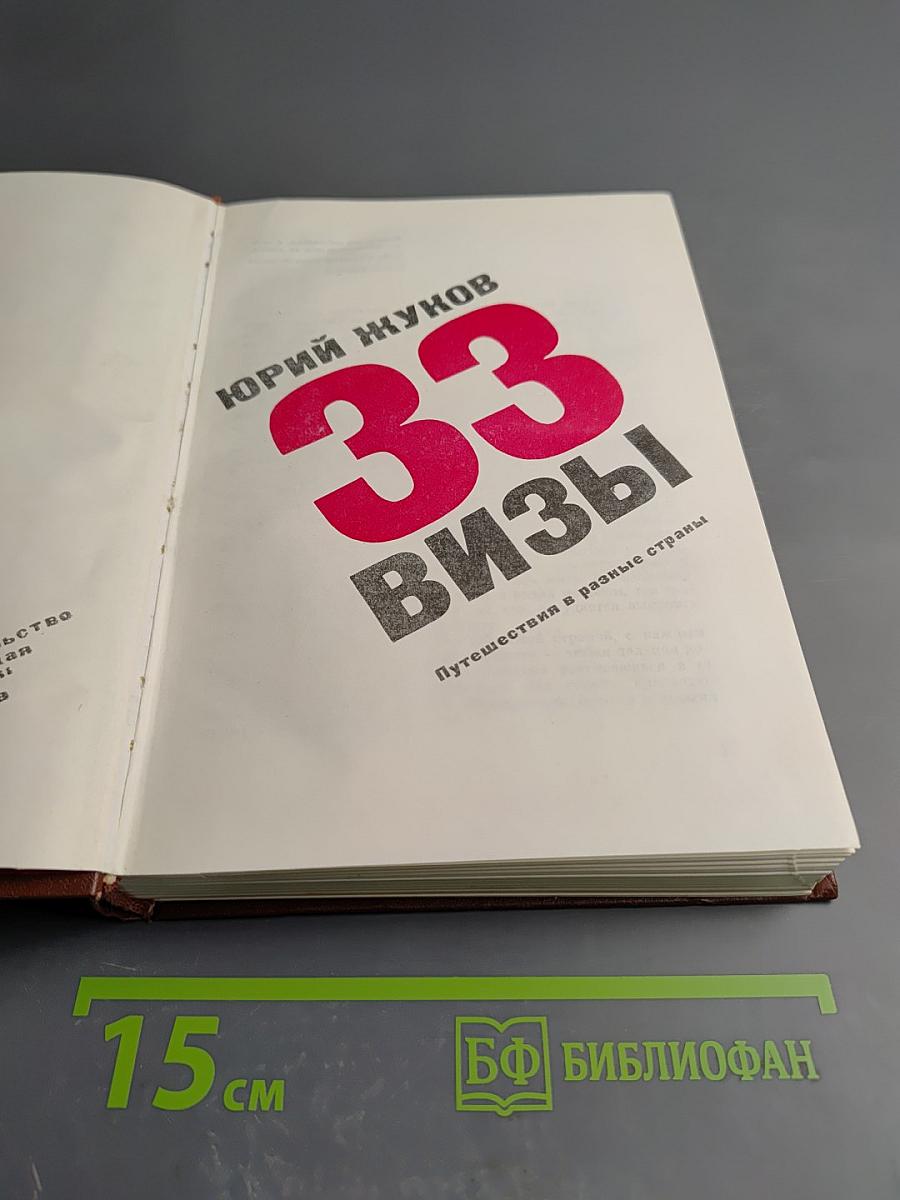 ЮРИЙ ЖУКОВ
33
ВИЗЫ
Путешествия в разные страны
15 см
БФ БИБЛИОФАН